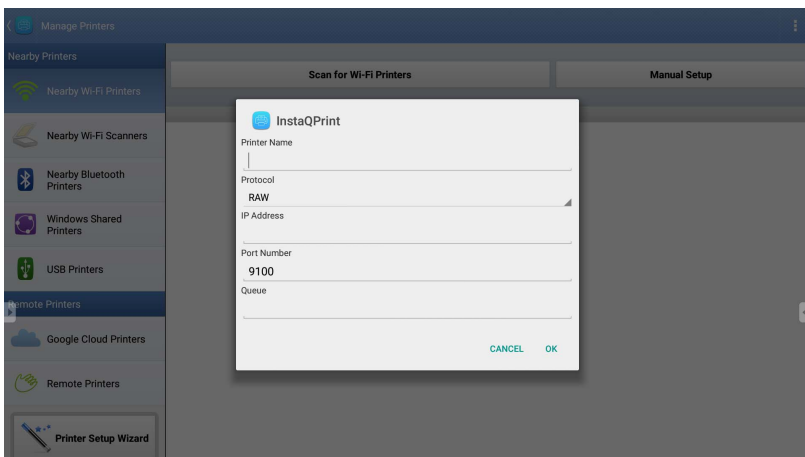 Manage Printers
Nearby Printers
Nearby Wi-Fi Printers
Nearby Wi-Fi Scanners
Nearby Bluetooth
Printers
Windows Shared
Printers
USB Printers
Remote Printers
Google Cloud Printers
Remote Printers
Printer Setup Wizard
Scan for Wi-Fi Printers
Manual Setup
InstaQPrint
Printer Name
Protocol
RAW
IP Address
Port Number
9100
Queue
CANCEL OK